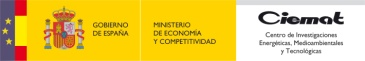 GOBIERNO
DE ESPAÑA
MINISTERIO
DE ECONOMÍA
Y COMPETITIVIDAD
Ciemat
Centro de Investigaciones
Energéticas, Medioambientales
y Tecnológicas